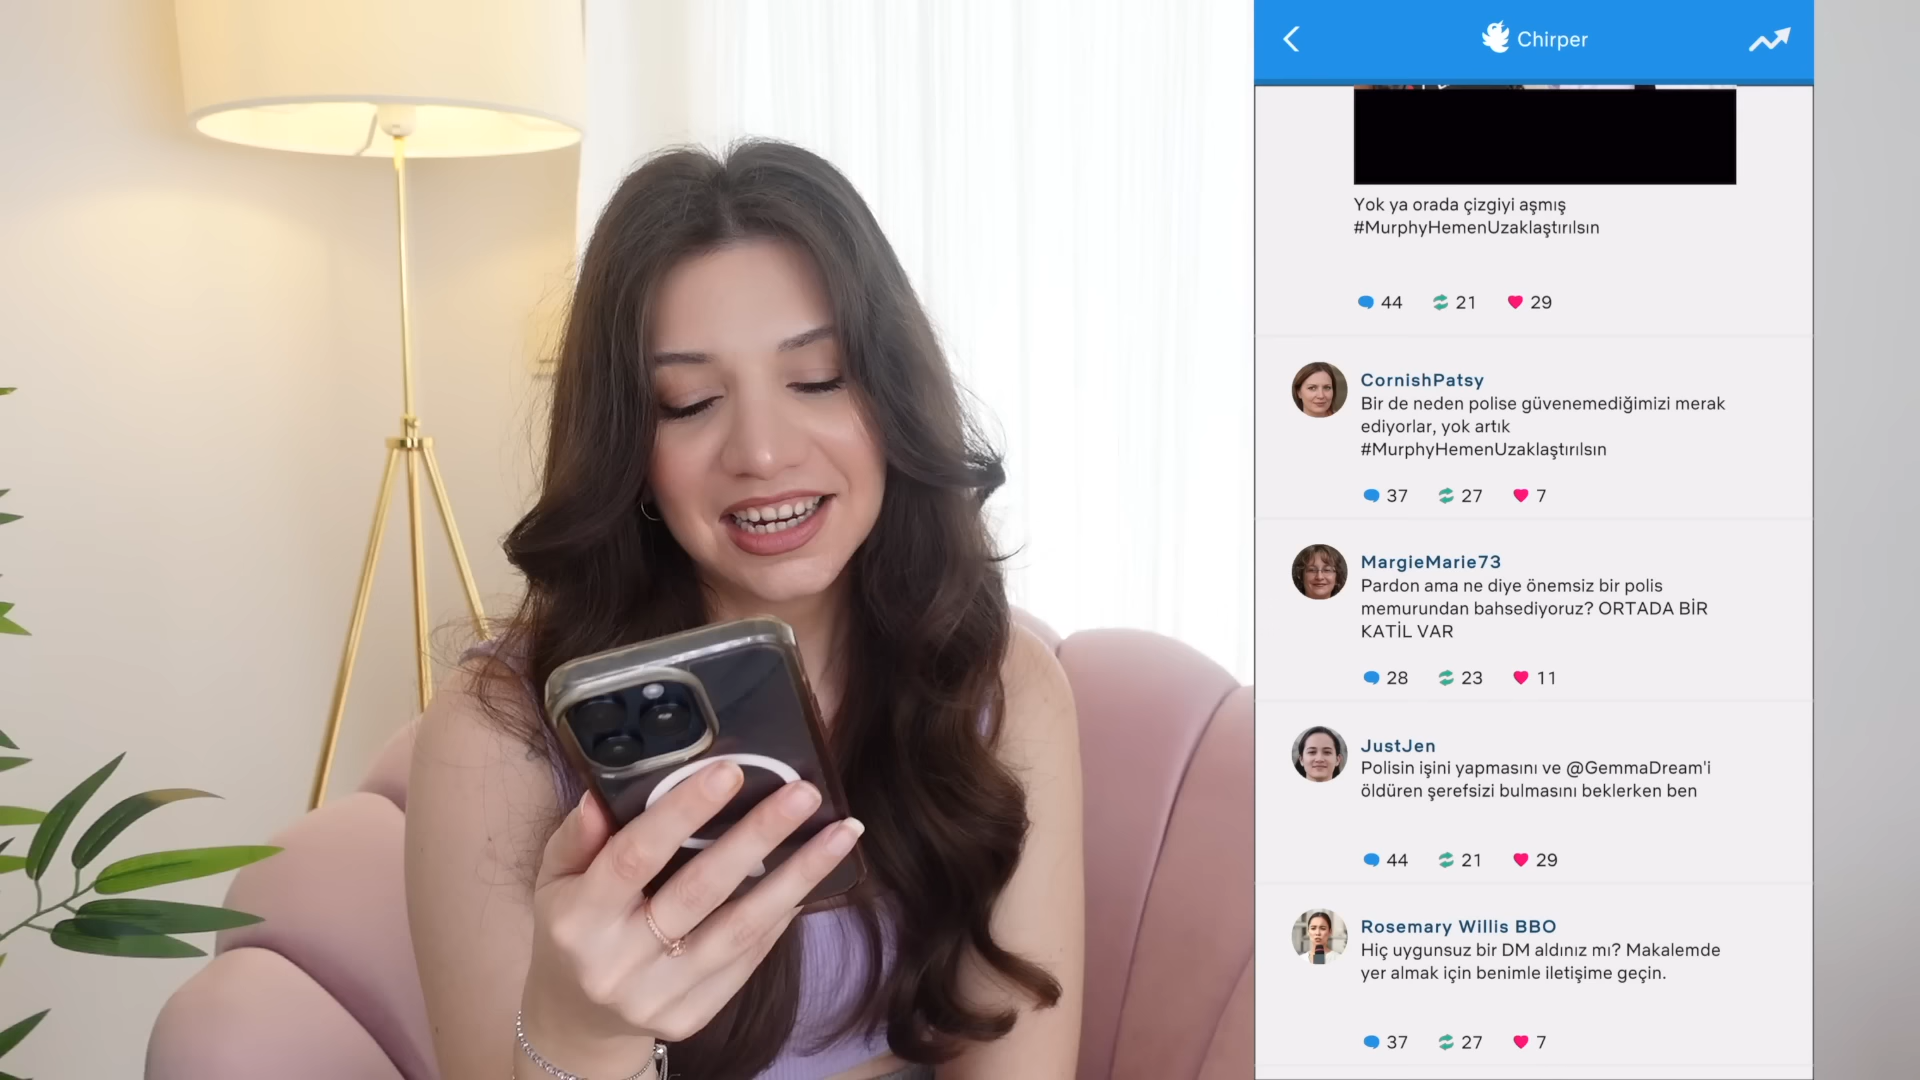 Chirper
Yok ya orada çizgiyi aşmış
#MurphyHemenUzaklaştırılsın
44 21 29
CornishPatsy
Bir de neden polise güvenemediğimizi merak
ediyorlar, yok artık
#MurphyHemenUzaklaştırılsın
37 27 7
MargieMarie73
Pardon ama ne diye önemsiz bir polis
memurundan bahsediyoruz? ORTADA BİR
KATİL VAR
28 23 11
JustJen
Polisin işini yapmasını ve @GemmaDream'i
öldüren şerefsizi bulmasını beklerken ben
44 21 29
Rosemary Willis BBO
Hiç uygunsuz bir DM aldınız mı? Makalemde
yer almak için benimle iletişime geçin.
37 27 7